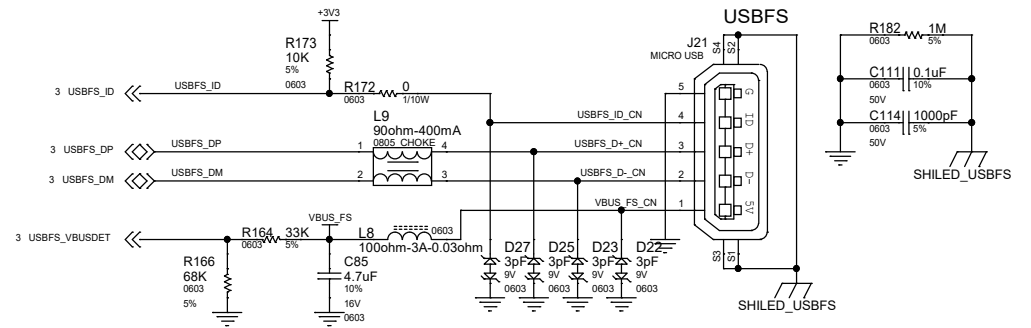 USBFS
+3V3
R173
10K
5%
0603
3 USBFS_ID
USBFS_ID
R172
0603
0
1/10W
L9
90ohm-400mA
0805 CHOKE
3 USBFS_DP
USBFS_DP
1
4
3 USBFS_DM
USBFS_DM
2
3
3 USBFS_VBUSDET
R164
0603
33K
5%
VBUS_FS
L8
0603
100ohm-3A-0.03ohm
R166
68K
0603
5%
C85
4.7uF
10%
16V
0603
D27
3pF
9V
0603
D25
3pF
9V
0603
D23
3pF
9V
0603
D22
3pF
9V
0603
USBFS_ID_CN
USBFS_D+_CN
USBFS_D-_CN
VBUS_FS_CN
J21
MICRO USB
S4
S2
5
G
4
ID
3
D+
2
D-
1
5V
S3
S1
SHILED_USBFS
R182
0603
1M
5%
C111
0603
50V
0.1uF
10%
C114
0603
50V
1000pF
5%
SHILED_USBFS